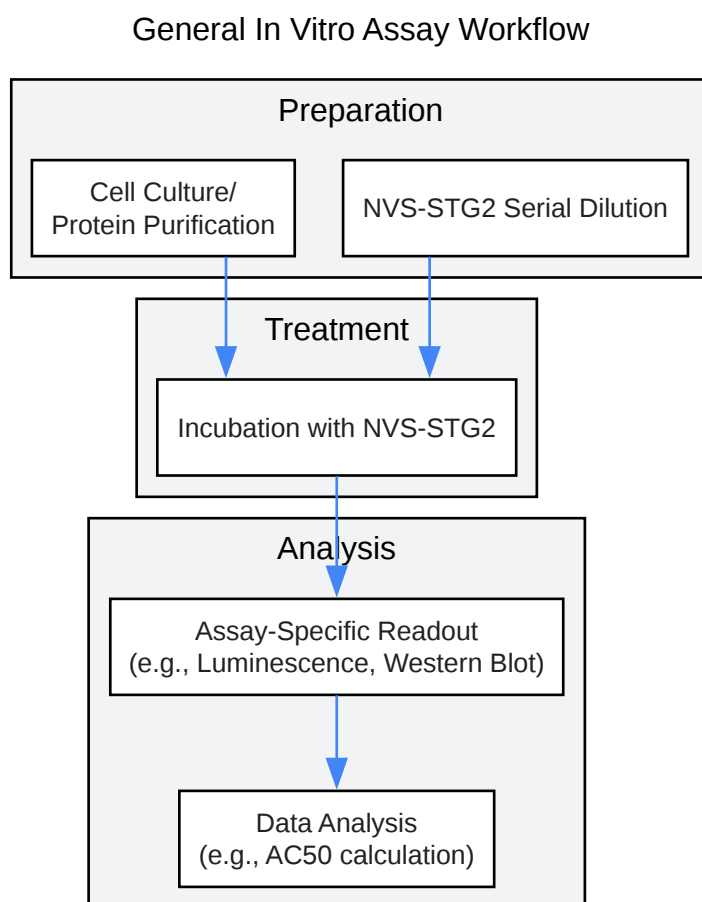 General In Vitro Assay Workflow
Preparation
Cell Culture/
Protein Purification
NVS-STG2 Serial Dilution
Treatment
Incubation with NVS-STG2
Analysis
Assay-Specific Readout
(e.g., Luminescence, Western Blot)
Data Analysis
(e.g., AC50 calculation)